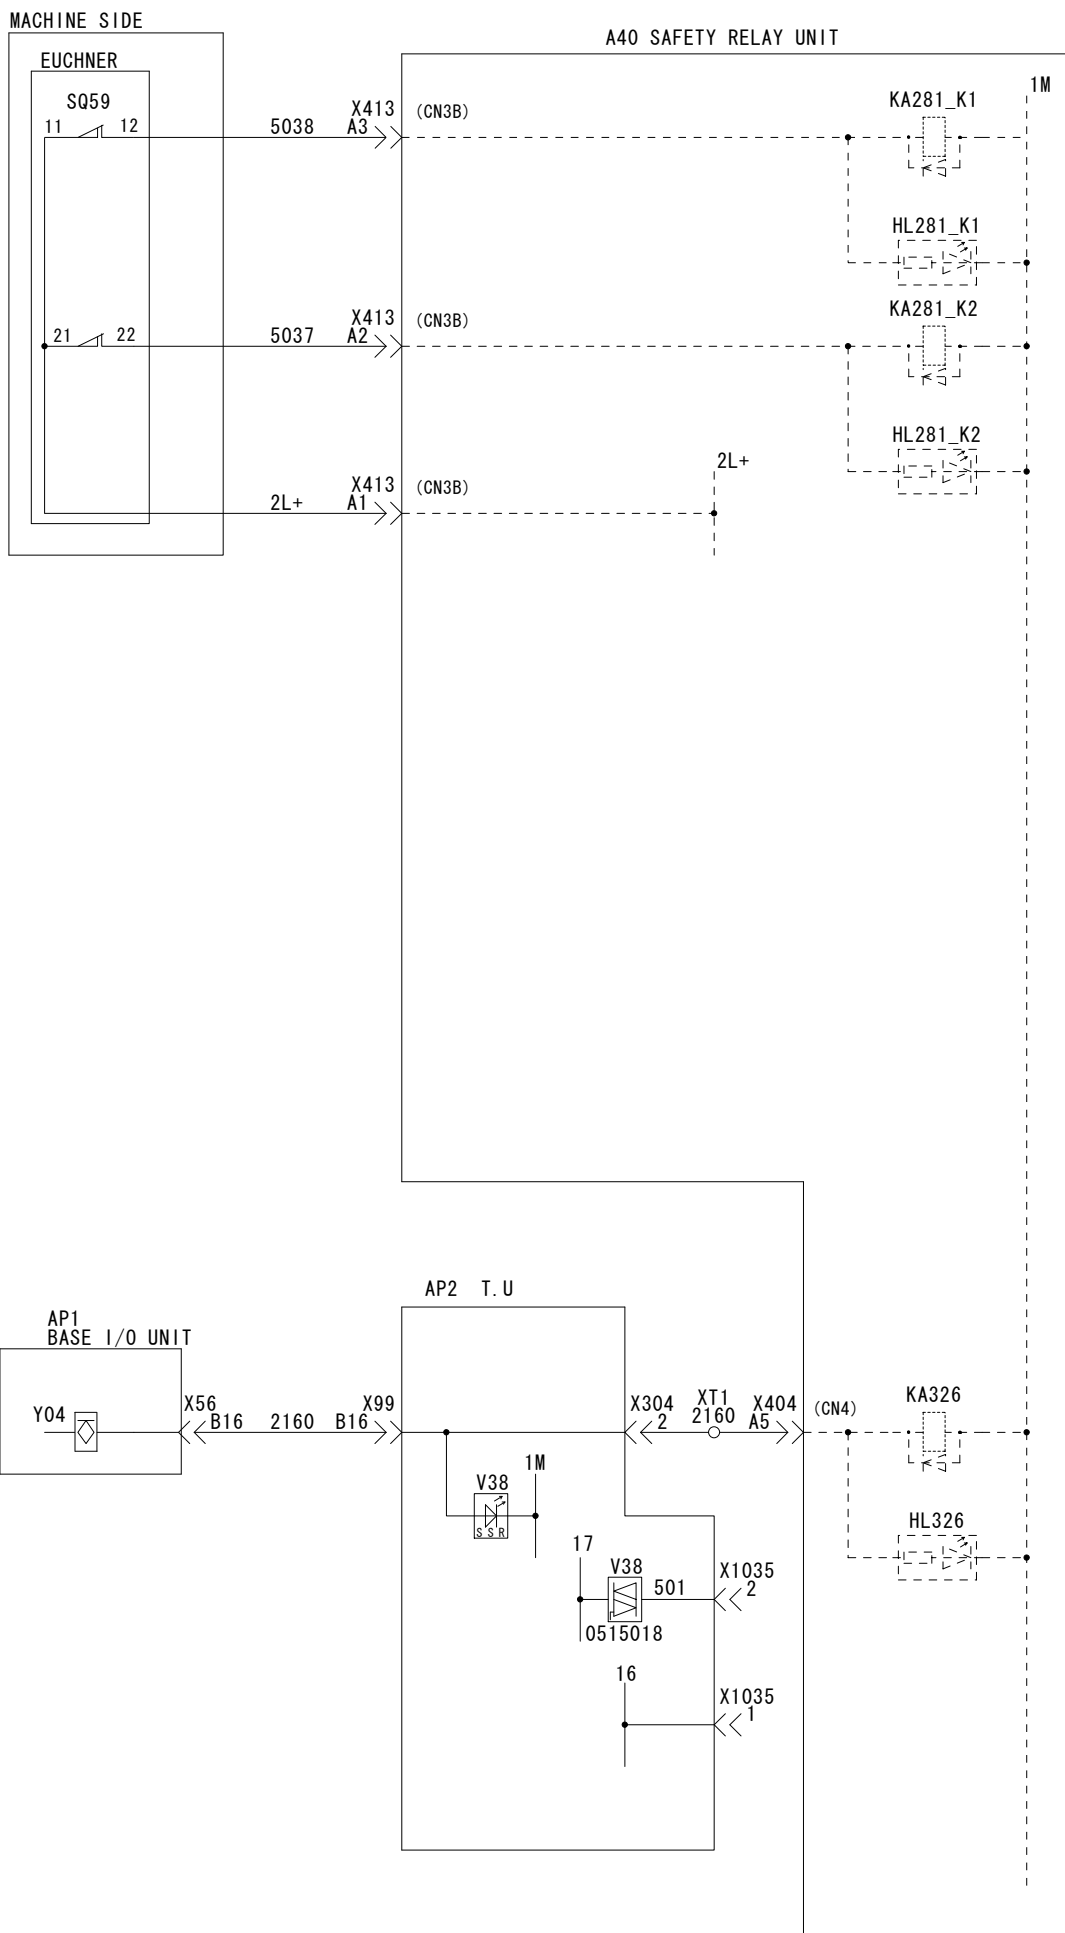 MACHINE SIDE
A40 SAFETY RELAY UNIT
EUCHNER
1M
SQ59
X413 (CN3B)
KA281_K1
11 12
5038
A3
HL281_K1
KA281_K2
X413 (CN3B)
21 22
5037
A2
HL281_K2
2L+
X413 (CN3B)
2L+
A1
AP2 T.U
AP1
BASE I/O UNIT
Y04
X56
B16
2160
X99
B16
X304
2
XT1
2160
X404
A5
(CN4)
KA326
1M
V38
SSR
HL326
17
V38
501
X1035
2
0515018
16
X1035
1